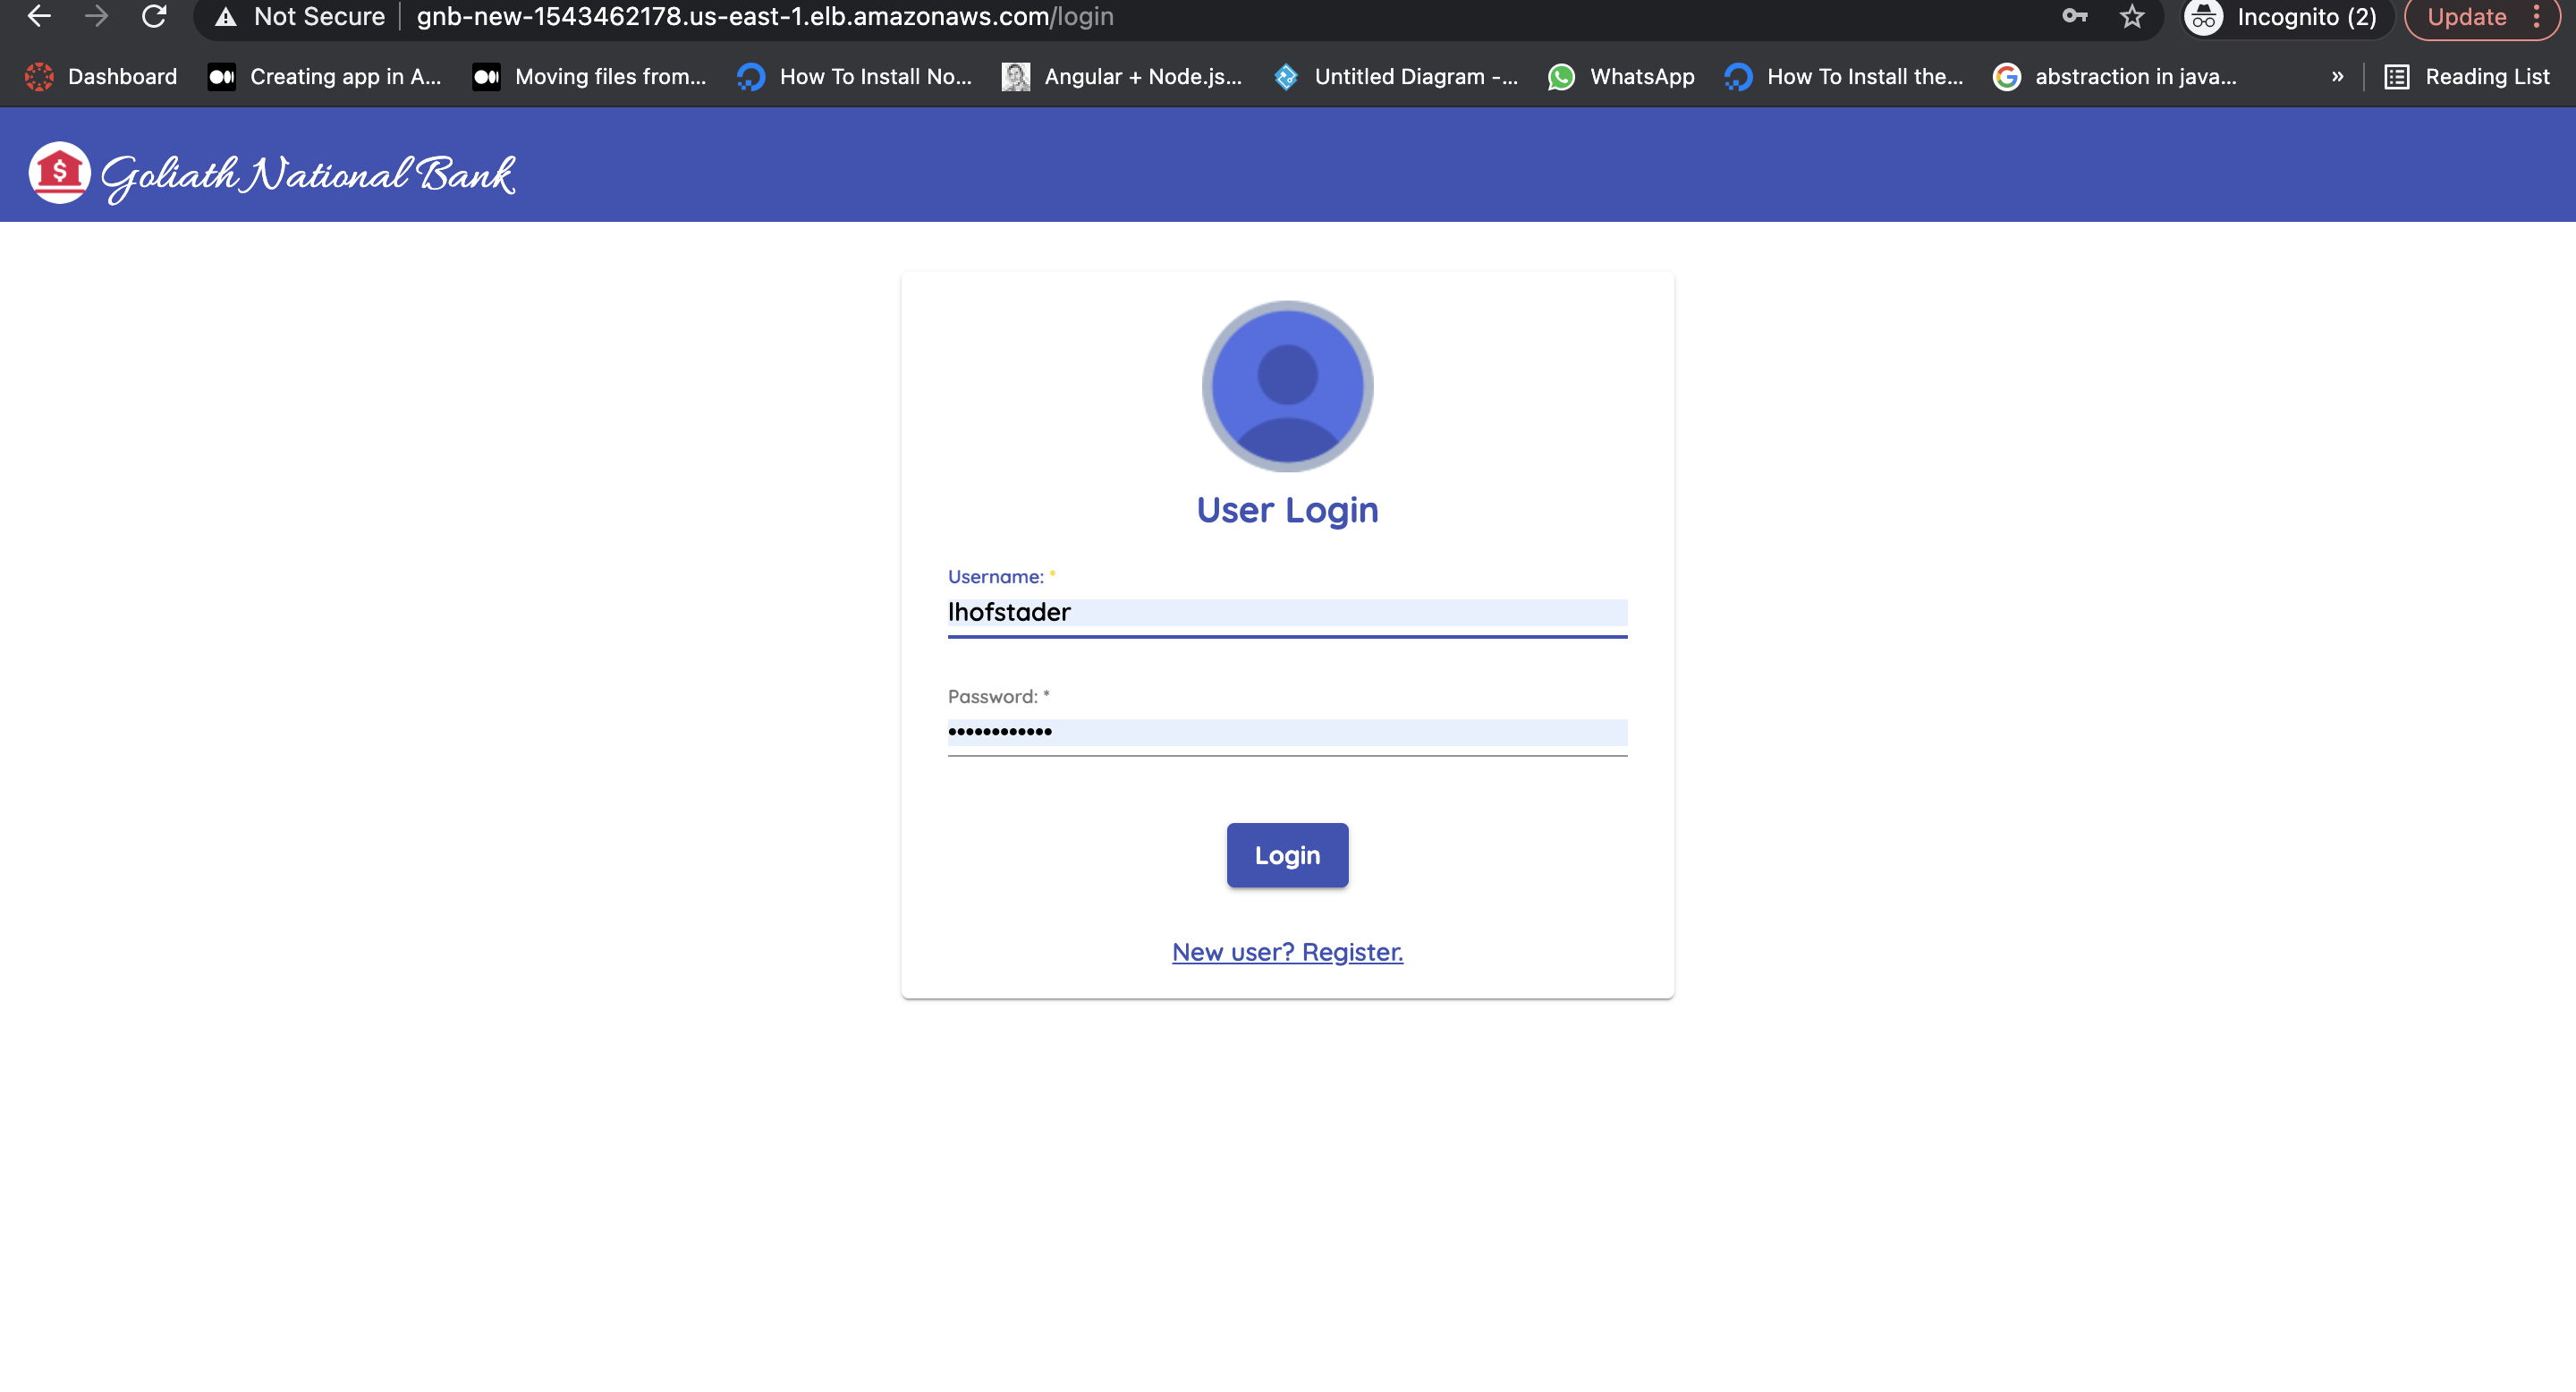 Not Secure gnb-new-1543462178.us-east-1.elb.amazonaws.com/login Incognito (2) Update
Dashboard Creating app in A... Moving files from... How To Install No... Angular + Node.js... Untitled Diagram -... WhatsApp How To Install the... abstraction in java... » Reading List
$ Goliath National Bank
User Login
Username: *
lhofstader
Password: *
••••••••••••
Login
New user? Register.